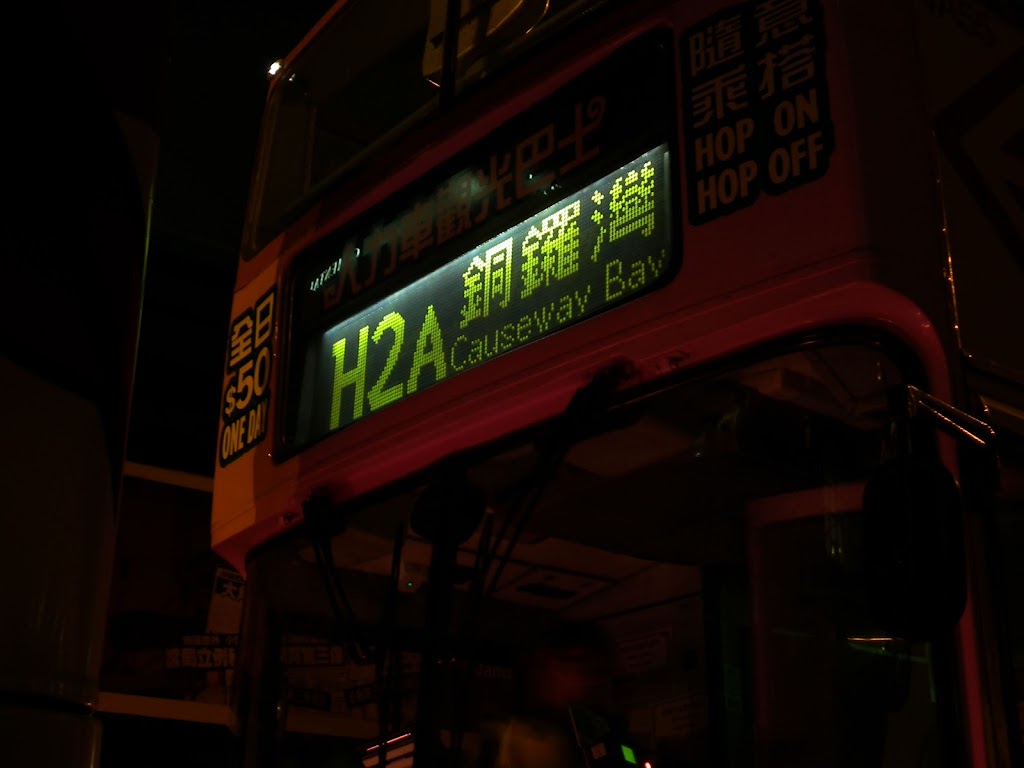 隨意
乘搭
HOP ON
HOP OFF
人力車觀光巴士
H2A 銅鑼灣
Causeway Bay
全日
$50
ONE DAY